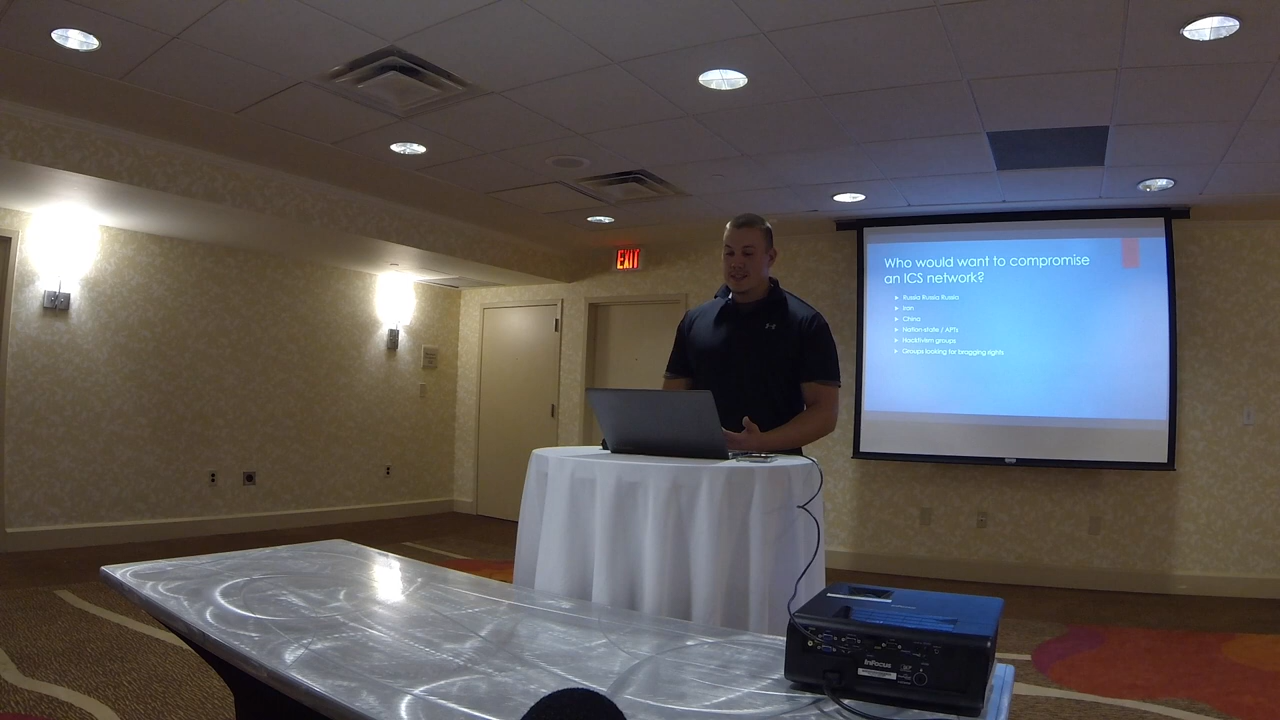 EXIT
Who would want to compromise
an ICS network?
Russia Russia Russia
Iran
China
Nation-state / APTs
Hacktivism groups
Groups looking for bragging rights
InFocus